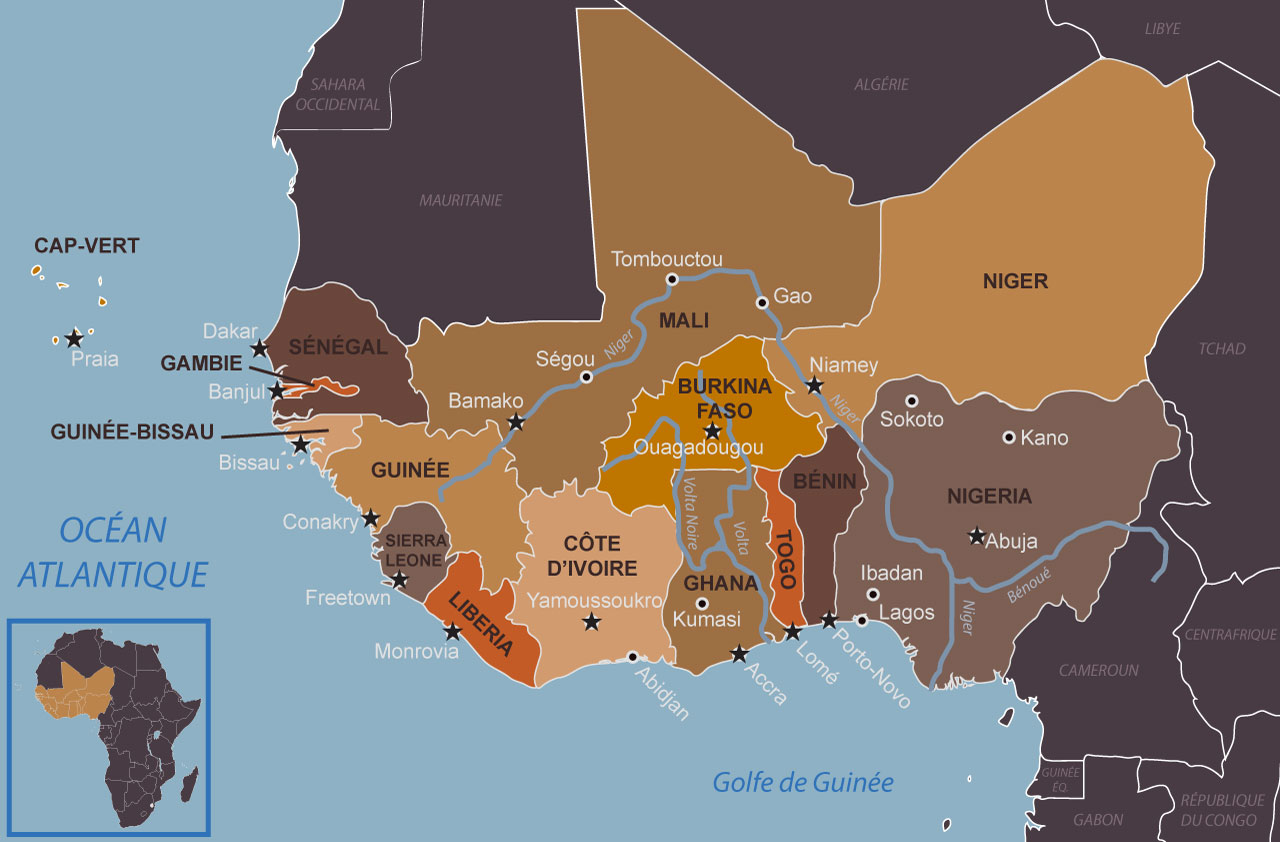 LIBYE
SAHARA
OCCIDENTAL
ALGÉRIE
MAURITANIE
CAP-VERT
Tombouctou
NIGER
Gao
MALI
Dakar
SÉNÉGAL
Niger
TCHAD
Praia
GAMBIE
Ségou
Niamey
Banjul
BURKINA
FASO
Bamako
Niger
Sokoto
GUINÉE-BISSAU
Kano
Ouagadougou
Bissau
GUINÉE
BÉNIN
NIGERIA
Volta Noire
Volta
Conakry
OCÉAN
ATLANTIQUE
SIERRA
LEONE
CÔTE
D’IVOIRE
TOGO
Abuja
GHANA
Ibadan
Bénoué
Freetown
Yamoussoukro
LIBERIA
Kumasi
Lagos
Niger
CENTRAFRIQUE
Monrovia
Abidjan
Accra
Lomé
Porto-Novo
CAMEROUN
Golfe de Guinée
GUINÉE
ÉQ.
GABON
RÉPUBLIQUE
DU CONGO